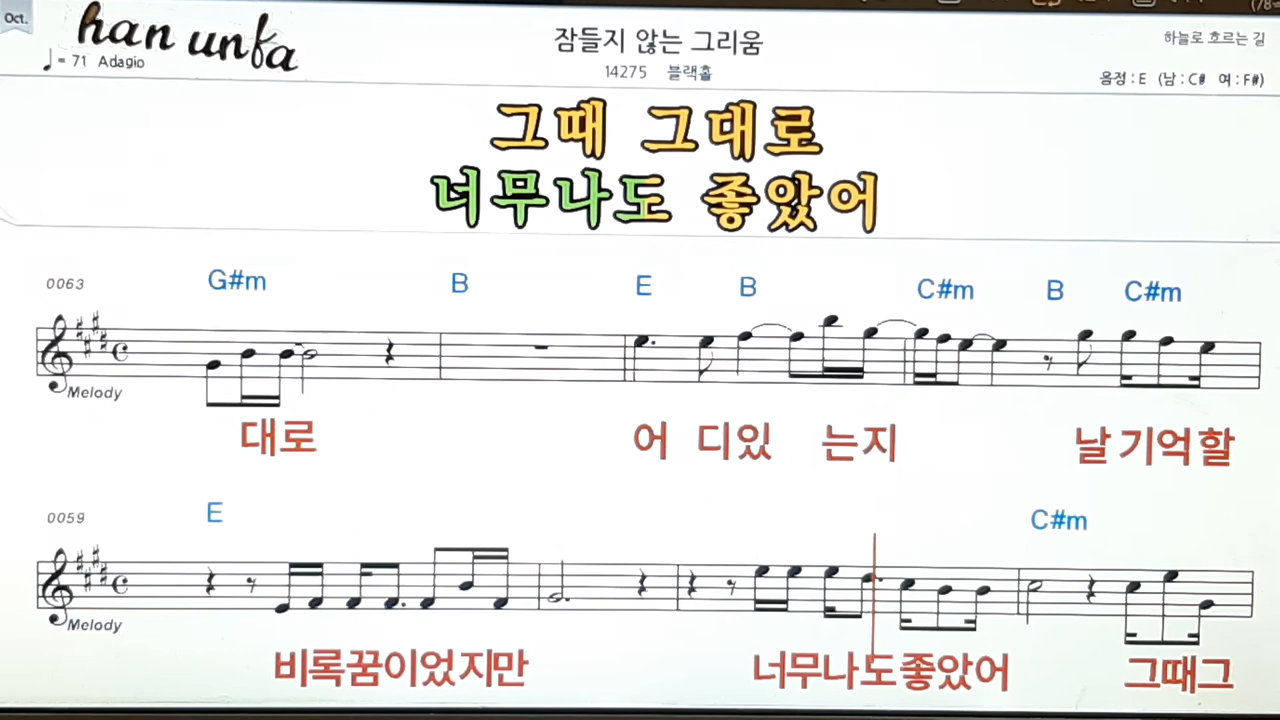 Oct.
(78
han unfa
♩= 71 Adagio
잠들지 않는 그리움
14275 블랙홀
하늘로 흐르는 길
음정 : E (남 : C# 여 : F#)
그때 그대로
너무나도 좋았어
0063
G#m B E B C#m B C#m
Melody
대로 어 디있 는지 날 기억할
0059
E C#m
Melody
비록꿈이었지만 너무나도좋았어 그때그